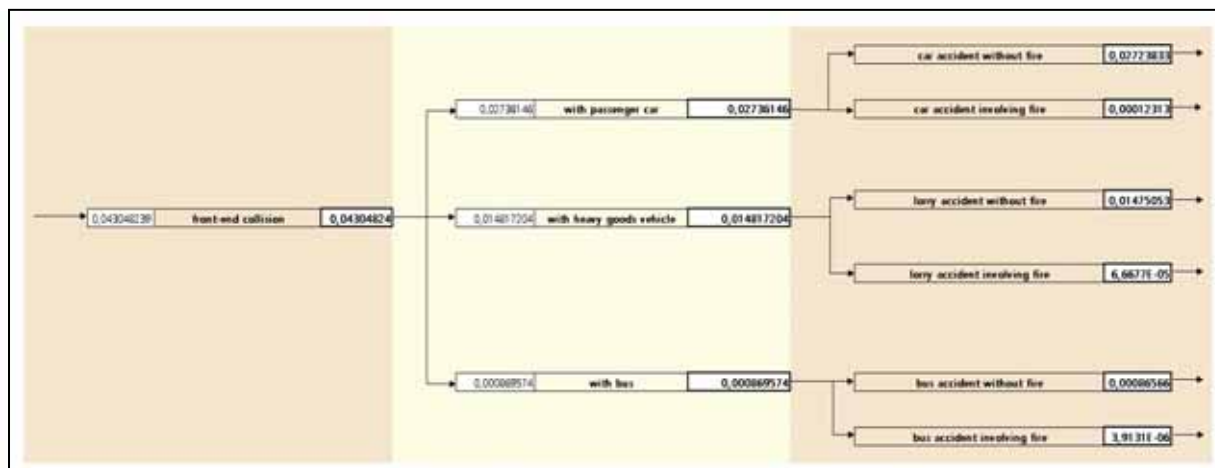 car accident without fire 0,02723833
0,02736146 with passenger car 0,02736146
car accident involving fire 0,00012313
lorry accident without fire 0,01475053
0,043048239 front-end collision 0,04304824
0,014817204 with heavy goods vehicle 0,014817204
lorry accident involving fire 6,6677E-05
0,000869574 with bus 0,000869574
bus accident without fire 0,00086566
bus accident involving fire 3,9131E-06